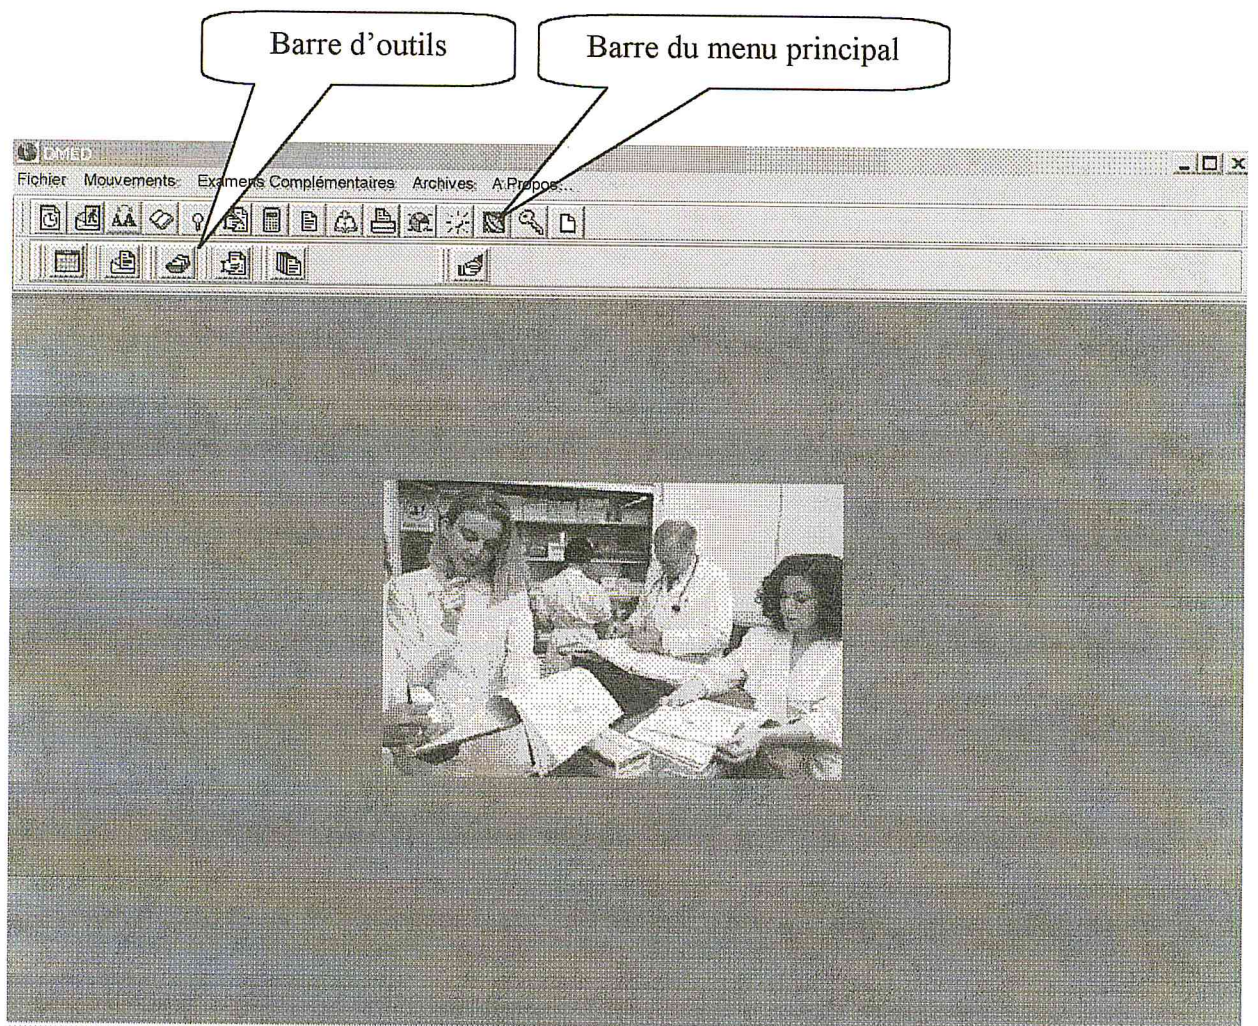 Barre d'outils
Barre du menu principal
DMED
Fichier Mouvements Examens Complémentaires Archives A Propos...